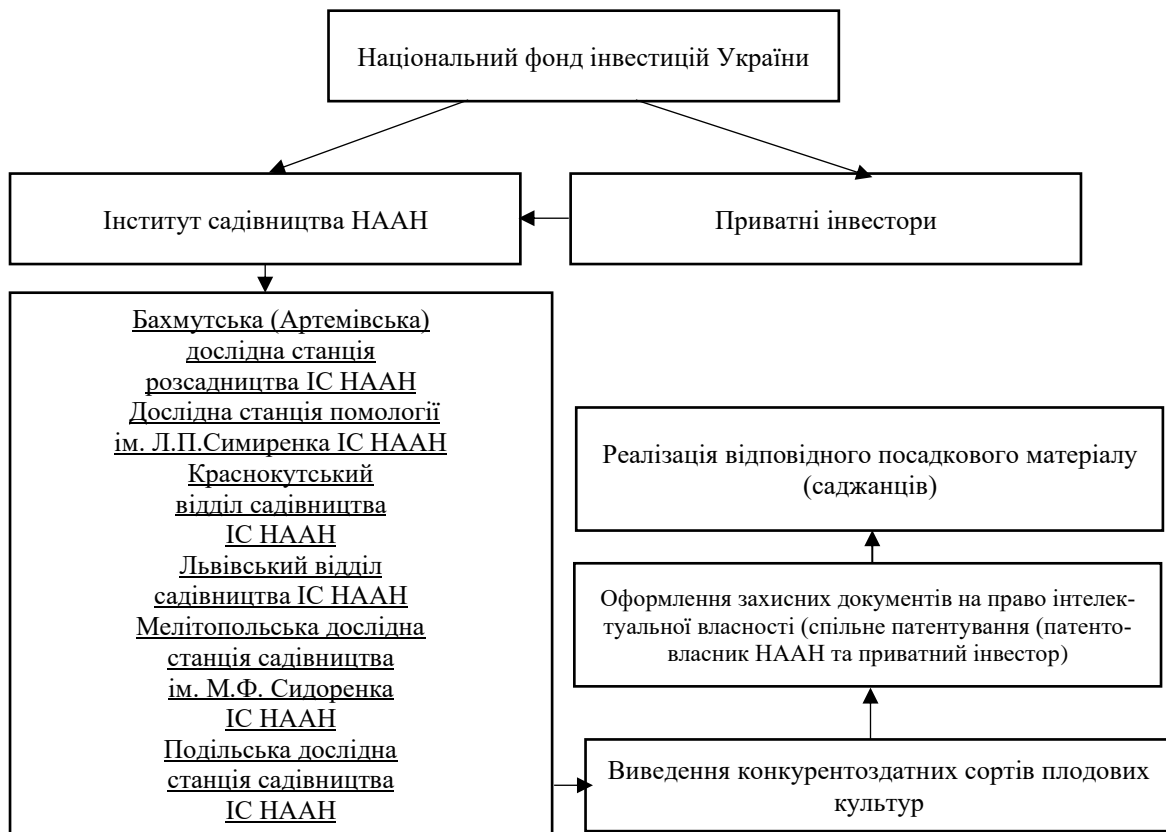 Національний фонд інвестицій України
Інститут садівництва НААН
Приватні інвестори
Бахмутська (Артемівська)
дослідна станція
розсадництва ІС НААН
Дослідна станція помології
ім. Л.П.Симиренка ІС НААН
Краснокутський
відділ садівництва
ІС НААН
Львівський відділ
садівництва ІС НААН
Мелітопольська дослідна
станція садівництва
ім. М.Ф. Сидоренка
ІС НААН
Подільська дослідна
станція садівництва
ІС НААН
Реалізація відповідного посадкового матеріалу
(саджанців)
Оформлення захисних документів на право інтелек-
туальної власності (спільне патентування (патенто-
власник НААН та приватний інвестор)
Виведення конкурентоздатних сортів плодових
культур